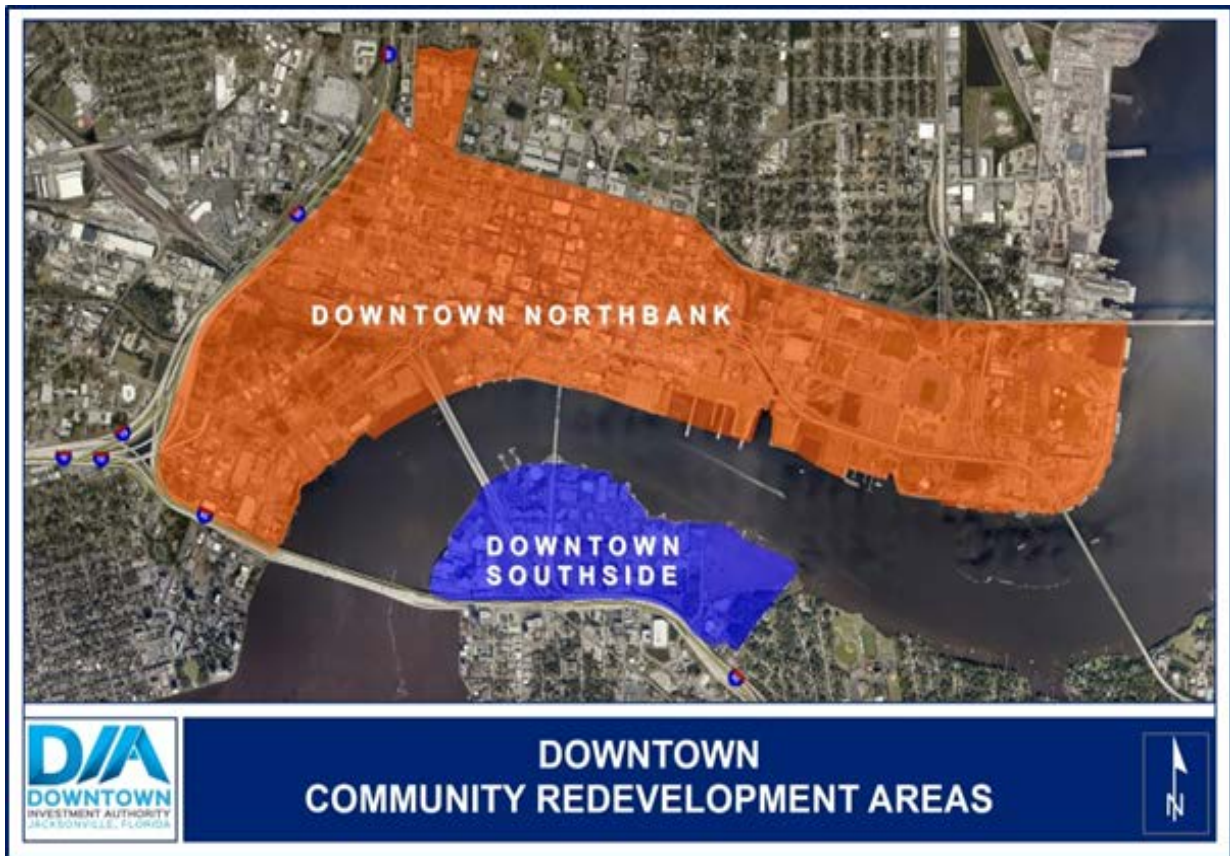 DOWNTOWN NORTHBANK
DOWNTOWN
SOUTHSIDE
DIA
DOWNTOWN
INVESTMENT AUTHORITY
JACKSONVILLE, FLORIDA
DOWNTOWN
COMMUNITY REDEVELOPMENT AREAS
N